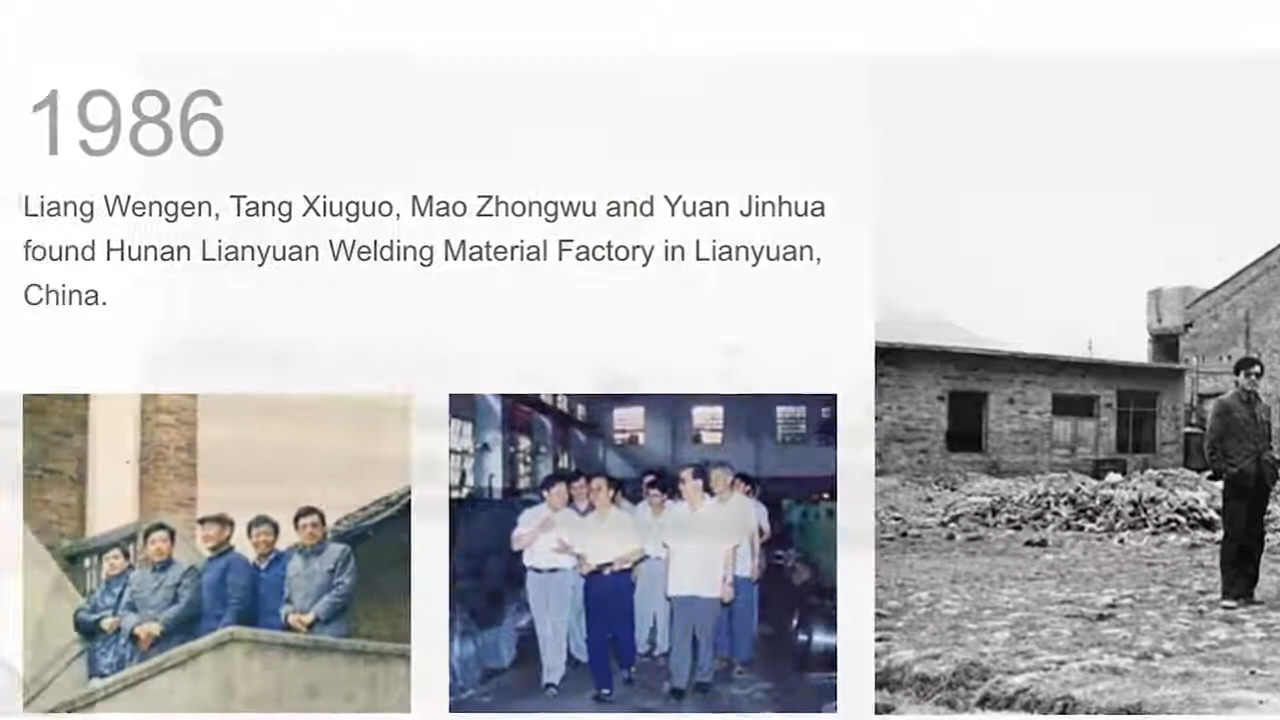 1986
Liang Wengen, Tang Xiuguo, Mao Zhongwu and Yuan Jinhua
found Hunan Lianyuan Welding Material Factory in Lianyuan,
China.